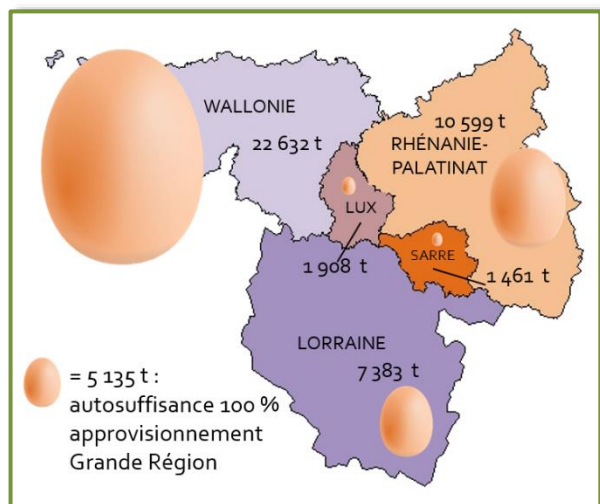 WALLONIE
22 632 t
10 599 t
RHÉNANIE-
PALATINAT
LUX
SARRE
1 908 t
1 461 t
LORRAINE
7 383 t
= 5 135 t :
autosuffisance 100 %
approvisionnement
Grande Région